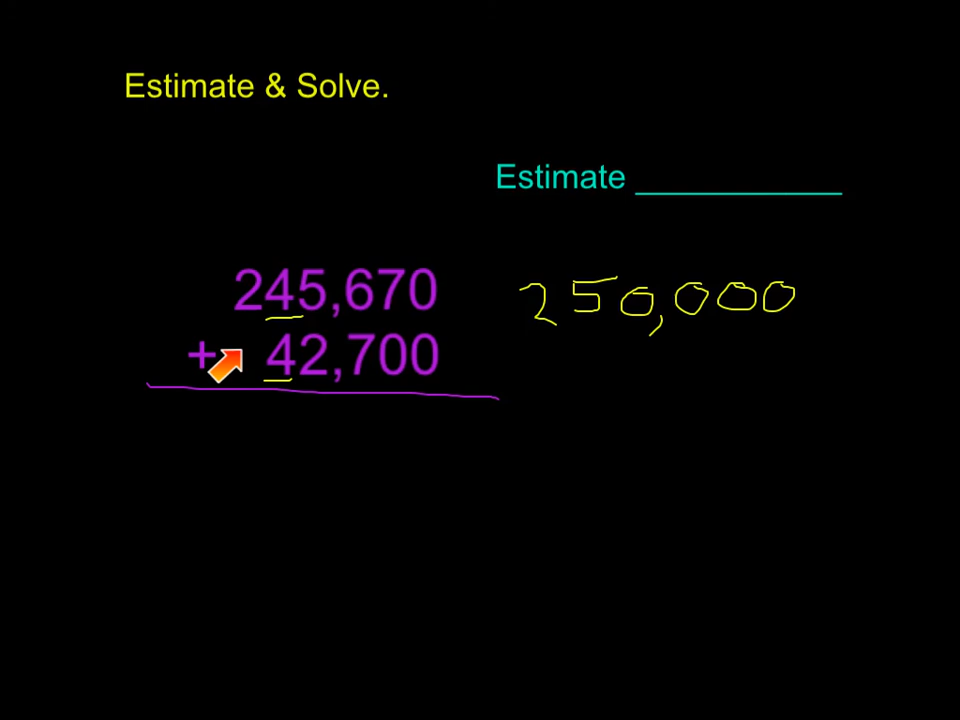 Estimate & Solve.
Estimate ___________
245,670 250,000
+ 42,700